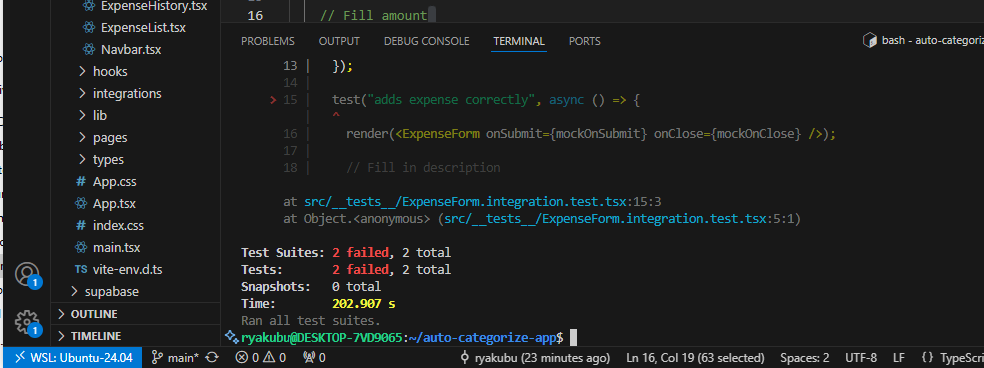 ExpenseHistory.tsx
ExpenseList.tsx
Navbar.tsx
hooks
integrations
lib
pages
types
# App.css
App.tsx
# index.css
main.tsx
TS vite-env.d.ts
supabase
OUTLINE
TIMELINE
1
1
16 // Fill amount
PROBLEMS OUTPUT DEBUG CONSOLE TERMINAL PORTS
bash - auto-categoriz
13 | });
14 |
> 15 | test("adds expense correctly", async () => {
| ^
16 | render(<ExpenseForm onSubmit={mockOnSubmit} onClose={mockOnClose} />);
17 |
18 | // Fill in description
at src/__tests__/ExpenseForm.integration.test.tsx:15:3
at Object.<anonymous> (src/__tests__/ExpenseForm.integration.test.tsx:5:1)
Test Suites: 2 failed, 2 total
Tests: 2 failed, 2 total
Snapshots: 0 total
Time: 202.907 s
Ran all test suites.
ryakubu@DESKTOP-7VD9065:~/auto-categorize-app$
WSL: Ubuntu-24.04 main* 0 0 0 ryakubu (23 minutes ago) Ln 16, Col 19 (63 selected) Spaces: 2 UTF-8 LF {} TypeScri